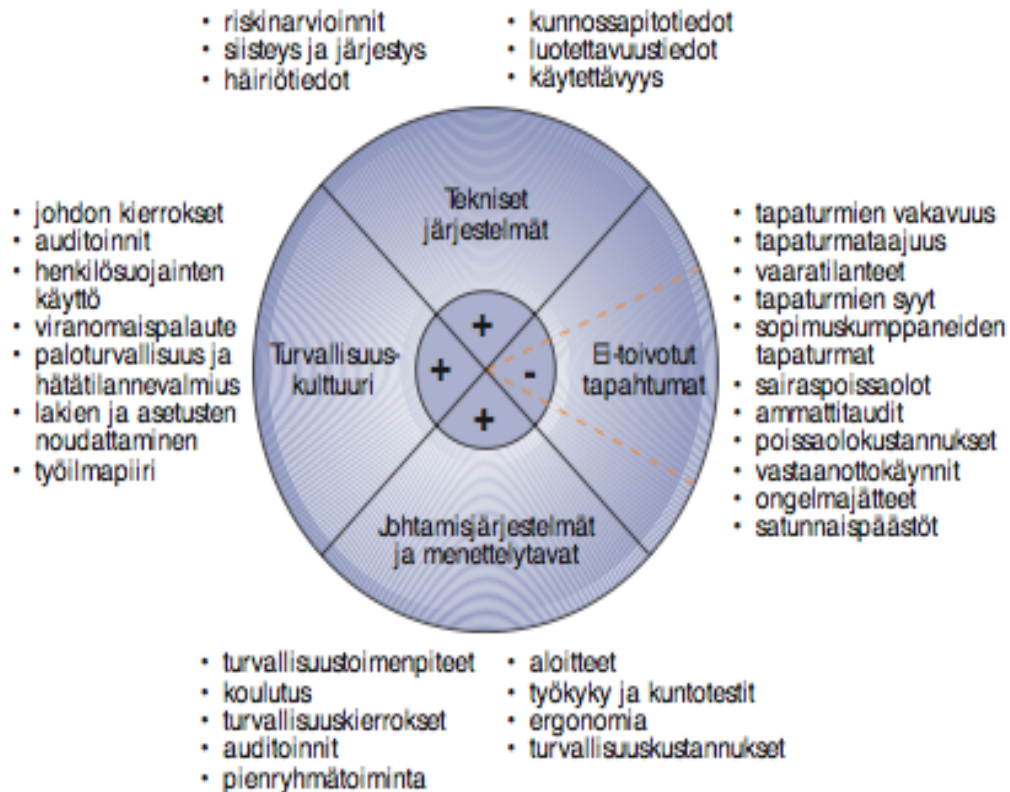 • riskinarvioinnit
• siisteys ja järjestys
• häiriötiedot
• kunnossapitotiedot
• luotettavuustiedot
• käytettävyys
• johdon kierrokset
• auditoinnit
• henkilösuojainten
käyttö
• viranomaispalaute
• paloturvallisuus ja
hätätilannevalmius
• lakien ja asetusten
noudattaminen
• työilmapiiri
Tekniset
järjestelmät
+
Turvallisuus-
kulttuuri
+
-
Ei-toivotut
tapahtumat
+
Johtamisjärjestelmät
ja menettelytavat
• tapaturmien vakavuus
• tapaturmataajuus
• vaaratilanteet
• tapaturmien syyt
• sopimuskumppaneiden
tapaturmat
• sairaspoissaolot
• ammattitaudit
• poissaolokustannukset
• vastaanottokäynnit
• ongelmajätteet
• satunnaispäästöt
• turvallisuustoimenpiteet
• koulutus
• turvallisuuskierrokset
• auditoinnit
• pienryhmätoiminta
• aloitteet
• työkyky ja kuntotestit
• ergonomia
• turvallisuuskustannukset